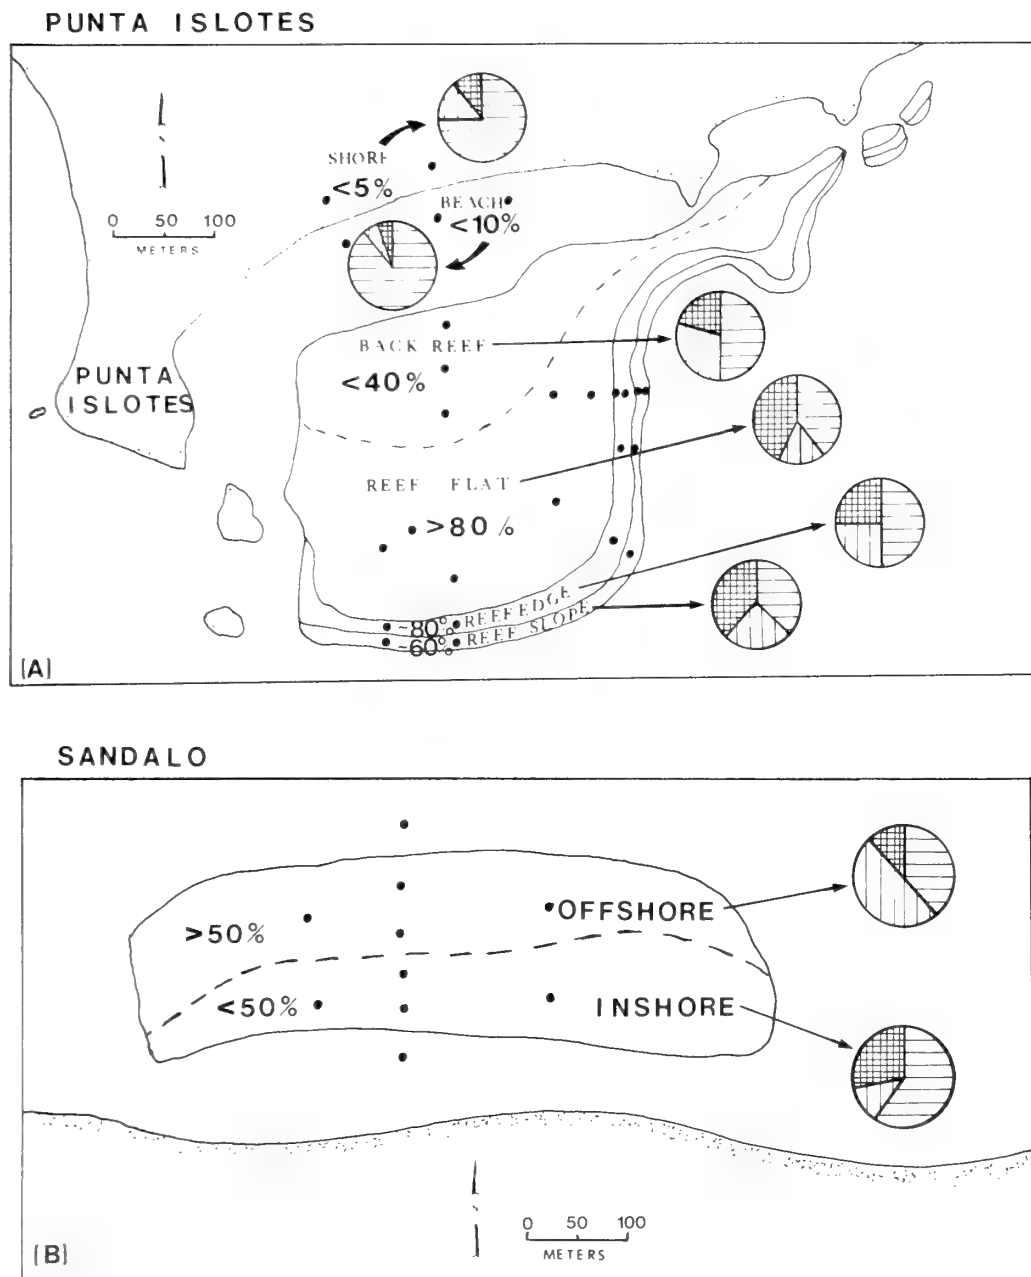 PUNTA ISLOTES
SHORE
<5%
BEACH
<10%
0 50 100
METERS
BACK REEF
<40%
PUNTA
ISLOTES
REEF FLAT
>80%
~80% REEF EDGE
~60% REEF SLOPE
(A)
SANDALO
>50%
OFFSHORE
<50%
INSHORE
0 50 100
METERS
(B)